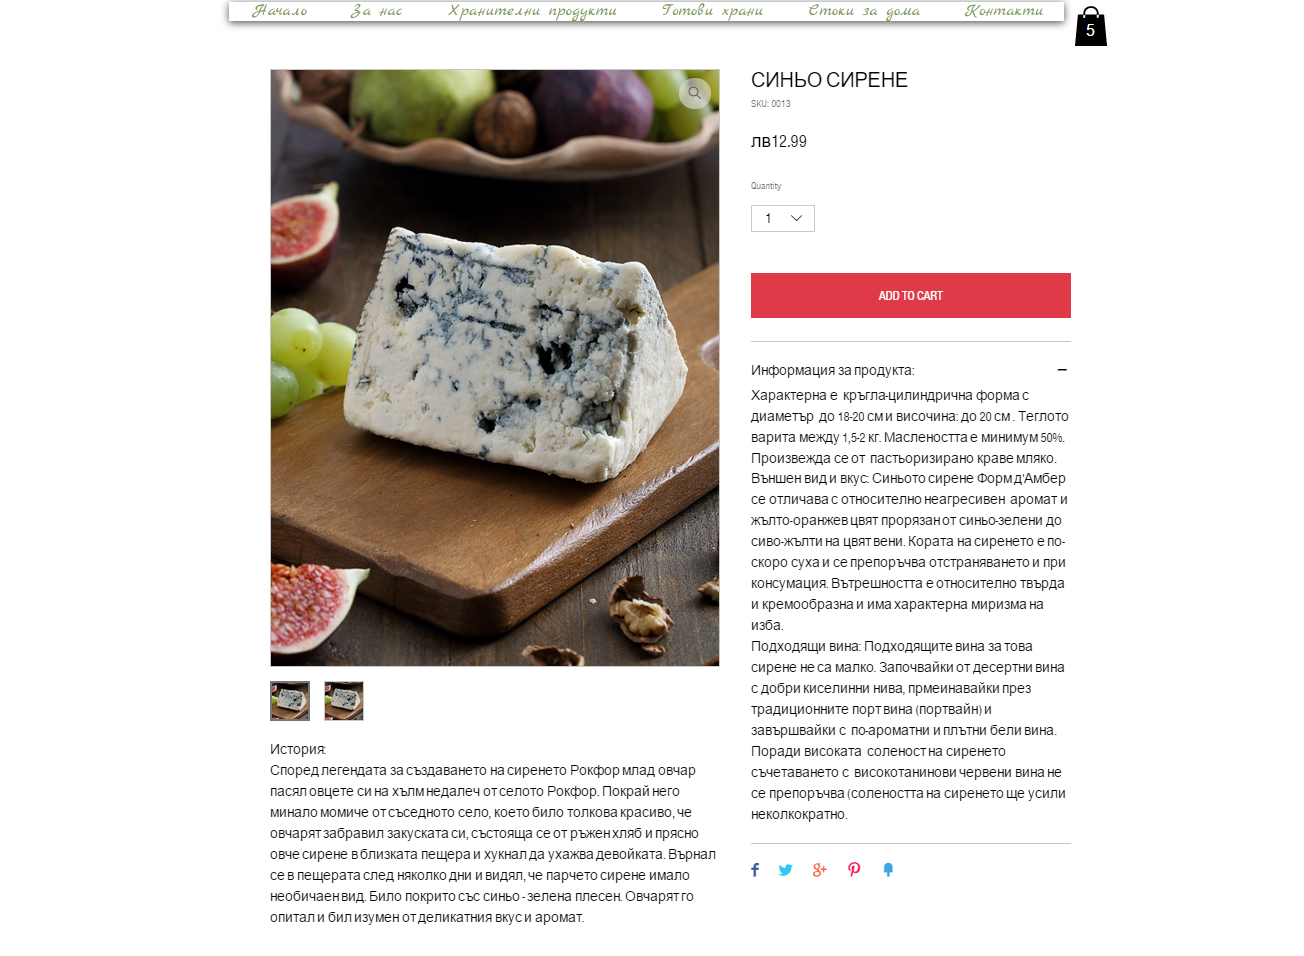 Начало За нас Хранителни продукти Готови храни Стоки за дома Контакти
5
СИНЬО СИРЕНЕ
SKU: 0013
лв12.99
Quantity
1
ADD TO CART
Информация за продукта:
Характерна е кръгла-цилиндрична форма с
диаметър до 18-20 см и височина: до 20 см . Теглото
варита между 1,5-2 кг. Маслеността е минимум 50%.
Произвежда се от пастьоризирано краве мляко.
Външен вид и вкус: Синьото сирене Форм д'Амбер
се отличава с относително неагресивен аромат и
жълто-оранжев цвят прорязан от синьо-зелени до
сиво-жълти на цвят вени. Кората на сиренето е по-
скоро суха и се препоръчва отстраняването и при
консумация. Вътрешността е относително твърда
и кремообразна и има характерна миризма на
изба.
Подходящи вина: Подходящите вина за това
сирене не са малко. Започвайки от десертни вина
с добри киселинни нива, прмеинавайки през
традиционните порт вина (портвайн) и
завършвайки с по-ароматни и плътни бели вина.
Поради високата соленост на сиренето
съчетаването с високотанинови червени вина не
се препоръчва (солеността на сиренето ще усили
неколкократно.
История:
Според легендата за създаването на сиренето Рокфор млад овчар
пасял овцете си на хълм недалеч от селото Рокфор. Покрай него
минало момиче от съседното село, което било толкова красиво, че
овчарят забравил закуската си, състояща се от ръжен хляб и прясно
овче сирене в близката пещера и хукнал да ухажва девойката. Върнал
се в пещерата след няколко дни и видял, че парчето сирене имало
необичаен вид. Било покрито със синьо - зелена плесен. Овчарят го
опитал и бил изумен от деликатния вкус и аромат.